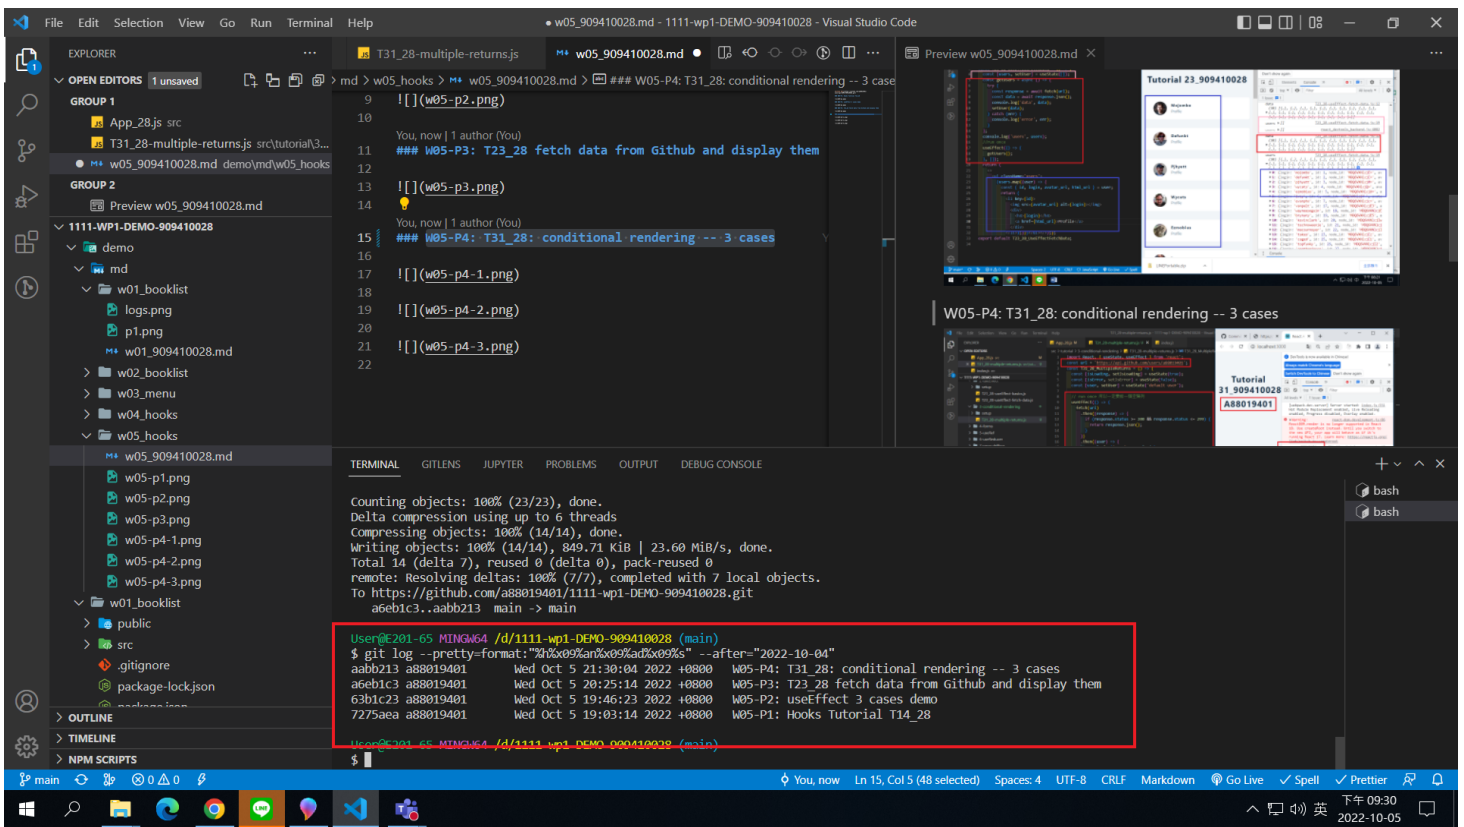 File Edit Selection View Go Run Terminal Help
● w05_909410028.md - 1111-wp1-DEMO-909410028 - Visual Studio Code
EXPLORER
OPEN EDITORS 1 unsaved
GROUP 1
App_28.js src
T31_28-multiple-returns.js src\tutorial\3...
● w05_909410028.md demo\md\w05_hooks
GROUP 2
Preview w05_909410028.md
1111-WP1-DEMO-909410028
demo
md
w01_booklist
logs.png
p1.png
w01_909410028.md
w02_booklist
w03_menu
w04_hooks
w05_hooks
w05_909410028.md
w05-p1.png
w05-p2.png
w05-p3.png
w05-p4-1.png
w05-p4-2.png
w05-p4-3.png
w01_booklist
public
src
.gitignore
package-lock.json
package.json
OUTLINE
TIMELINE
NPM SCRIPTS
T31_28-multiple-returns.js
w05_909410028.md ●
md > w05_hooks > w05_909410028.md > ### W05-P4: T31_28: conditional rendering -- 3 case
9 ![](w05-p2.png)
10
You, now | 1 author (You)
11 ### W05-P3: T23_28 fetch data from Github and display them
12
13 ![](w05-p3.png)
14
You, now | 1 author (You)
15 ### W05-P4: T31_28: conditional rendering -- 3 cases
16
17 ![](w05-p4-1.png)
18
19 ![](w05-p4-2.png)
20
21 ![](w05-p4-3.png)
22
Preview w05_909410028.md
Tutorial 23_909410028
W05-P4: T31_28: conditional rendering -- 3 cases
Tutorial
31_909410028
A88019401
TERMINAL GITLENS JUPYTER PROBLEMS OUTPUT DEBUG CONSOLE
bash
bash
Counting objects: 100% (23/23), done.
Delta compression using up to 6 threads
Compressing objects: 100% (14/14), done.
Writing objects: 100% (14/14), 849.71 KiB | 23.60 MiB/s, done.
Total 14 (delta 7), reused 0 (delta 0), pack-reused 0
remote: Resolving deltas: 100% (7/7), completed with 7 local objects.
To https://github.com/a88019401/1111-wp1-DEMO-909410028.git
a6eb1c3..aabb213 main -> main
User@E201-65 MINGW64 /d/1111-wp1-DEMO-909410028 (main)
$ git log --pretty=format:"%h%x09%an%x09%ad%x09%s" --after="2022-10-04"
aabb213 a88019401 Wed Oct 5 21:30:04 2022 +0800 W05-P4: T31_28: conditional rendering -- 3 cases
a6eb1c3 a88019401 Wed Oct 5 20:25:14 2022 +0800 W05-P3: T23_28 fetch data from Github and display them
63b1c23 a88019401 Wed Oct 5 19:46:23 2022 +0800 W05-P2: useEffect 3 cases demo
7275aea a88019401 Wed Oct 5 19:03:14 2022 +0800 W05-P1: Hooks Tutorial T14_28
User@E201-65 MINGW64 /d/1111-wp1-DEMO-909410028 (main)
$
main 0 0 You, now Ln 15, Col 5 (48 selected) Spaces: 4 UTF-8 CRLF Markdown Go Live Spell Prettier
英
下午 09:30
2022-10-05